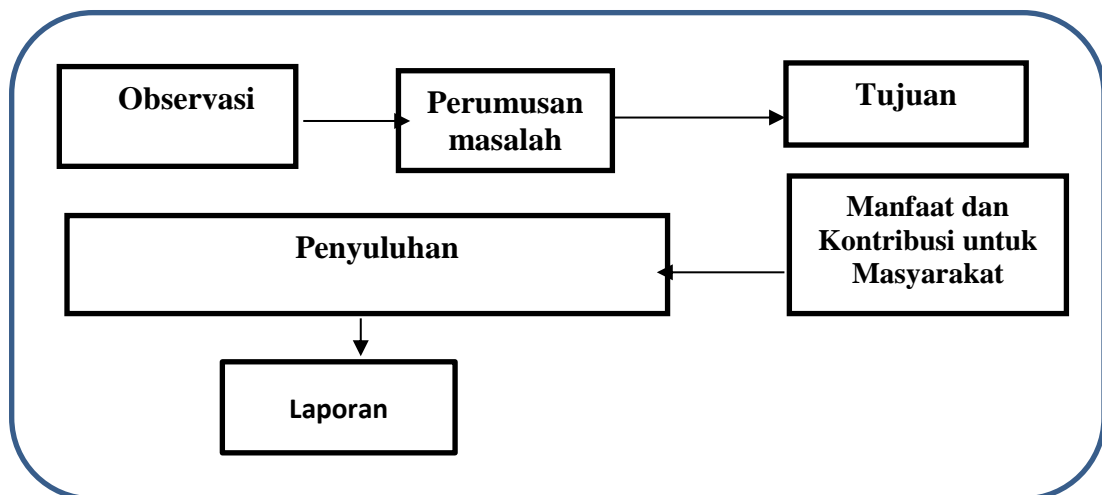 Observasi
Perumusan
masalah
Tujuan
Manfaat dan
Kontribusi untuk
Masyarakat
Penyuluhan
Laporan